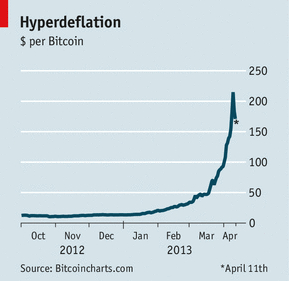 Hyperdeflation
$ per Bitcoin
250
200
*
150
100
50
0
Oct Nov Dec Jan Feb Mar Apr
2012 2013
Source: Bitcoincharts.com *April 11th